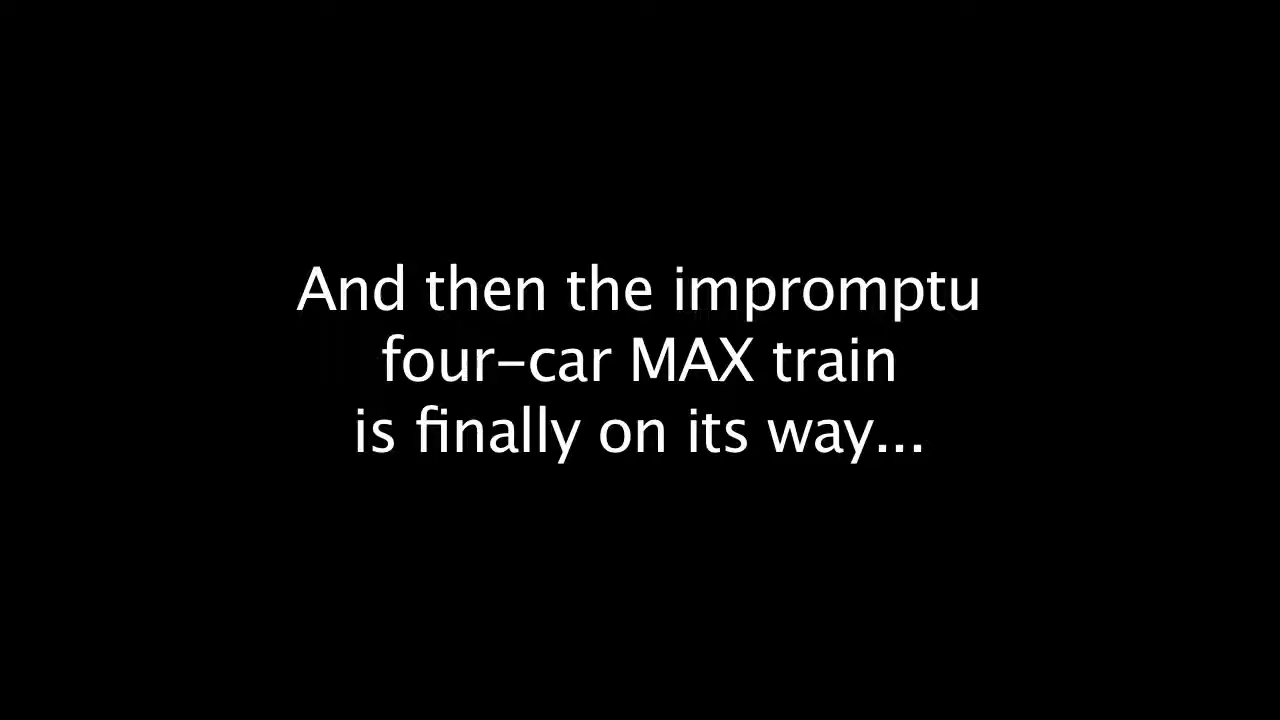 And then the impromptu
four-car MAX train
is finally on its way...